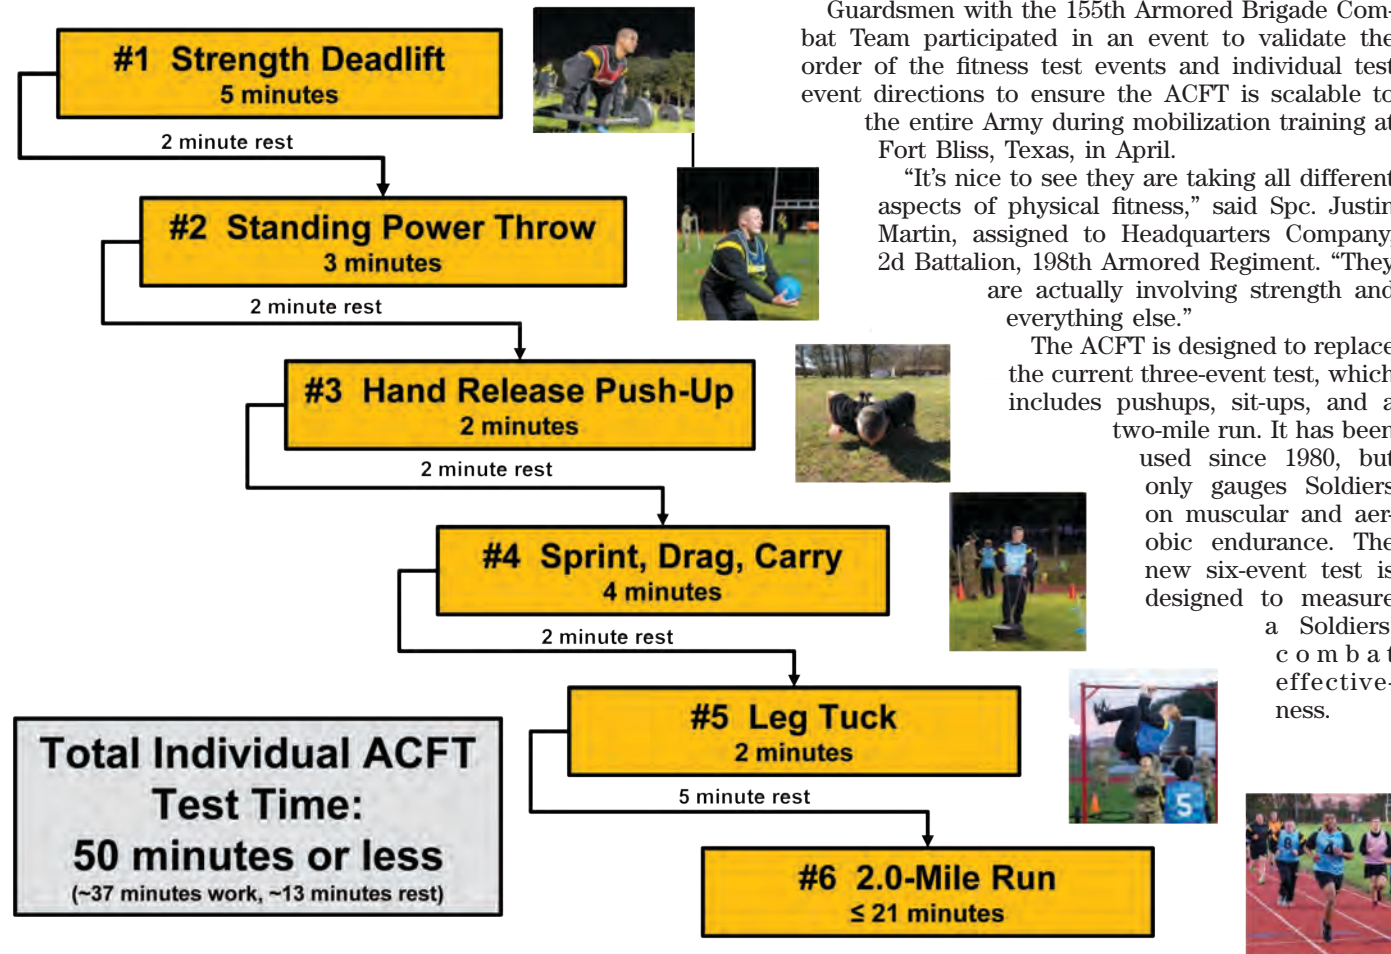 #1 Strength Deadlift
5 minutes
2 minute rest
#2 Standing Power Throw
3 minutes
2 minute rest
#3 Hand Release Push-Up
2 minutes
2 minute rest
#4 Sprint, Drag, Carry
4 minutes
2 minute rest
#5 Leg Tuck
2 minutes
5 minute rest
#6 2.0-Mile Run
≤ 21 minutes
Total Individual ACFT
Test Time:
50 minutes or less
(~37 minutes work, ~13 minutes rest)
Guardsmen with the 155th Armored Brigade Com-
bat Team participated in an event to validate the
order of the fitness test events and individual test
event directions to ensure the ACFT is scalable to
the entire Army during mobilization training at
Fort Bliss, Texas, in April.
“It’s nice to see they are taking all different
aspects of physical fitness,” said Spc. Justin
Martin, assigned to Headquarters Company,
2d Battalion, 198th Armored Regiment. “They
are actually involving strength and
everything else.”
The ACFT is designed to replace
the current three-event test, which
includes pushups, sit-ups, and a
two-mile run. It has been
used since 1980, but
only gauges Soldiers
on muscular and aer-
obic endurance. The
new six-event test is
designed to measure
a Soldiers
combat
effective-
ness.
5